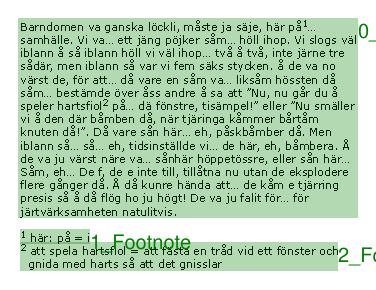 Barndomen va ganska löckli, måste ja säje, här på¹...
samhälle. Vi va... ett jäng pöjker såm... höll ihop. Vi slogs väl
iblann å så iblann höll vi väl ihop... två å två, inte järne tre
sådär, men iblann så var vi fem säks stycken. Å de va no
värst de, för att... då vare en såm va... liksåm hössten då
såm... bestämde över åss andre å sa att ”Nu, nu går du å
speler hartsfiol² på... dä fönstre, tisämpel!” eller ”Nu smäller
vi å den där båmben då, når tjäringa kåmmer bårtåm
knuten då!”. Då vare sån här... eh, påskbåmber då. Men
iblann så... så... eh, tidsinställde vi... de här, eh, båmbera. Å
de va ju värst näre va... sånhär höppetössre, eller sån här...
Såm, eh... De f, de e inte till, tillåtna nu utan de eksplodere
flere gånger då. Å då kunre hända att... de kåm e tjärring
presis så å då flög ho ju högt! De va ju falit för... för
järtvärksamheten natulitvis.
¹ här: på = i
² att spela hartsfiol = att fästa en tråd vid ett fönster och
gnida med harts så att det gnisslar
0_
1_Footnote
2_Foot